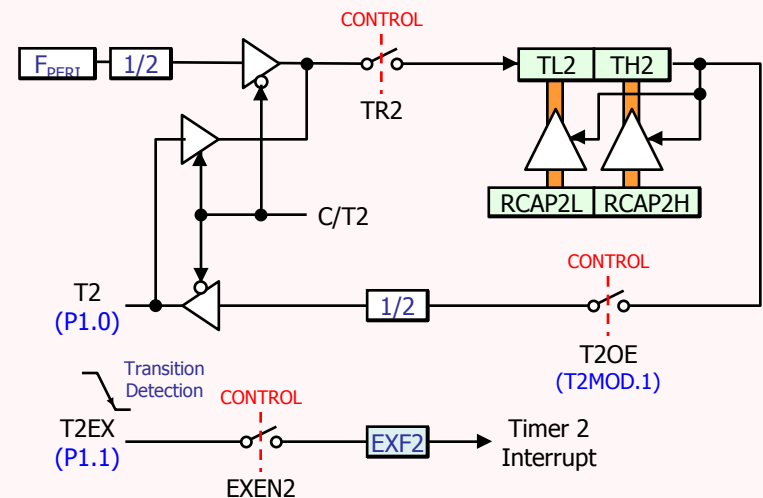 CONTROL
F_PERI 1/2
TL2 TH2
TR2
C/T2
RCAP2L RCAP2H
CONTROL
T2
(P1.0)
1/2
T2OE
(T2MOD.1)
Transition
Detection
CONTROL
T2EX
(P1.1)
EXF2
Timer 2
Interrupt
EXEN2